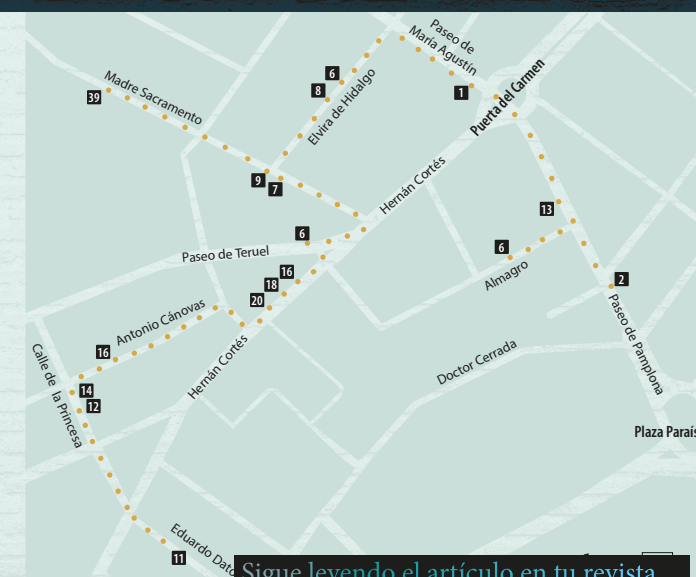 Paseo de
María Agustín
Puerta del Carmen
Madre Sacramento
39
6
8
Elvira de Hidalgo
1
9
7
Hernán Cortés
13
6
Paseo de Teruel
6
Almagro
16
18
20
2
Antonio Cánovas
16
Paseo de Pamplona
Hernán Cortés
Doctor Cerrada
Calle de la Princesa
14
12
Plaza Paraís
Eduardo Dato
11
Sigue leyendo el artículo en tu revista